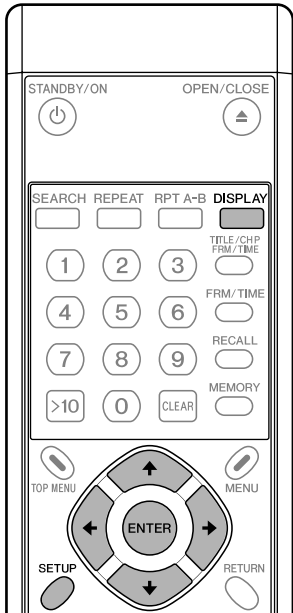 STANDBY/ON OPEN/CLOSE
SEARCH REPEAT RPT A-B DISPLAY
TITLE/CHP
FRM/TIME
1 2 3
FRM/TIME
4 5 6
RECALL
7 8 9
MEMORY
>10 0 CLEAR
TOP MENU MENU
ENTER
SETUP RETURN